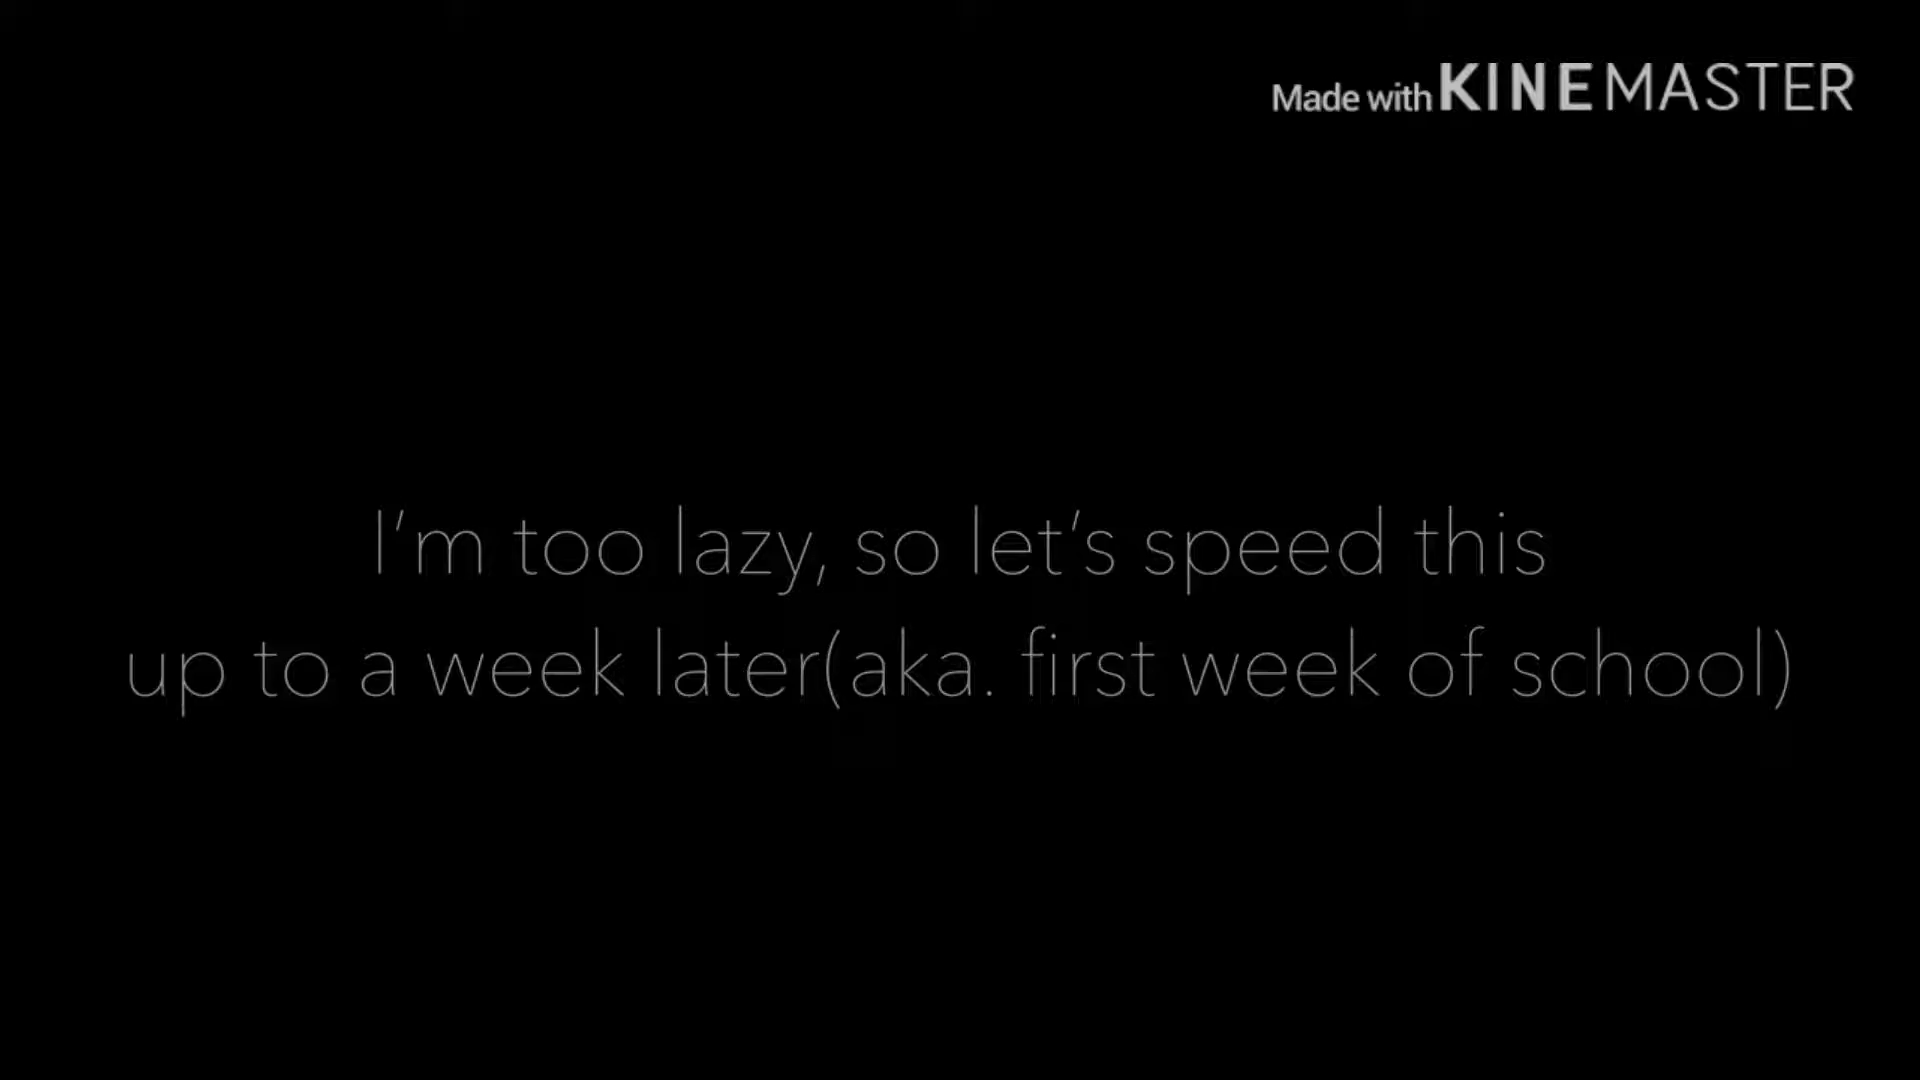 Made with KINEMASTER
I'm too lazy, so let's speed this
up to a week later(aka. first week of school)